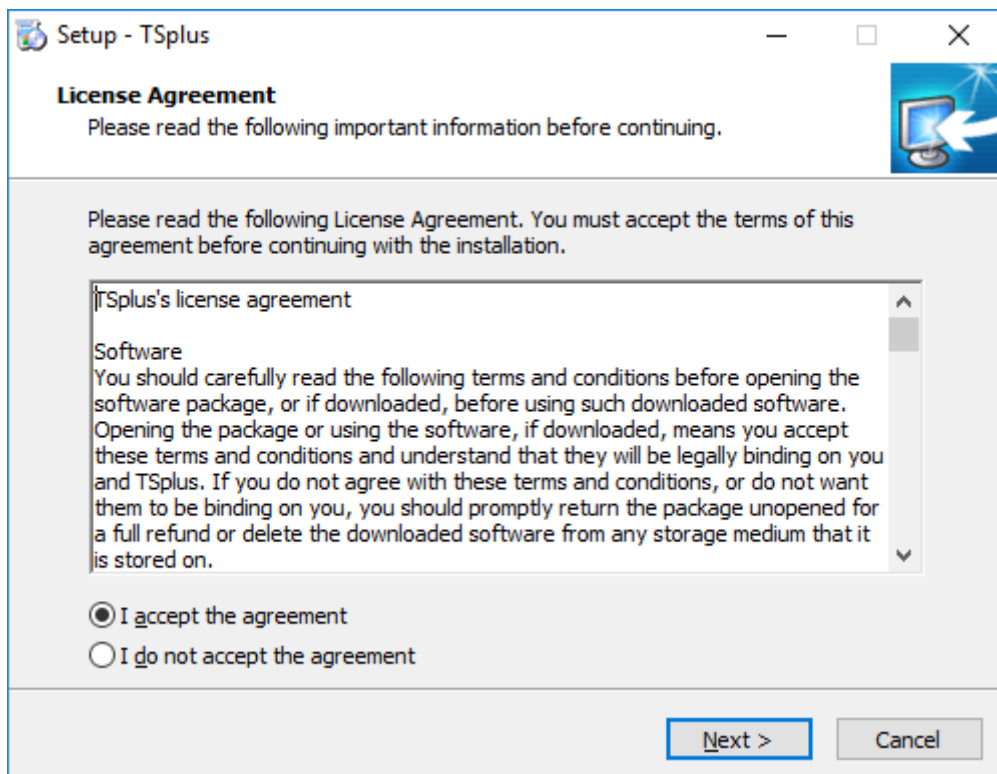 Setup - TSplus
License Agreement
Please read the following important information before continuing.
Please read the following License Agreement. You must accept the terms of this
agreement before continuing with the installation.
TSplus's license agreement
Software
You should carefully read the following terms and conditions before opening the
software package, or if downloaded, before using such downloaded software.
Opening the package or using the software, if downloaded, means you accept
these terms and conditions and understand that they will be legally binding on you
and TSplus. If you do not agree with these terms and conditions, or do not want
them to be binding on you, you should promptly return the package unopened for
a full refund or delete the downloaded software from any storage medium that it
is stored on.
I accept the agreement
I do not accept the agreement
Next >
Cancel